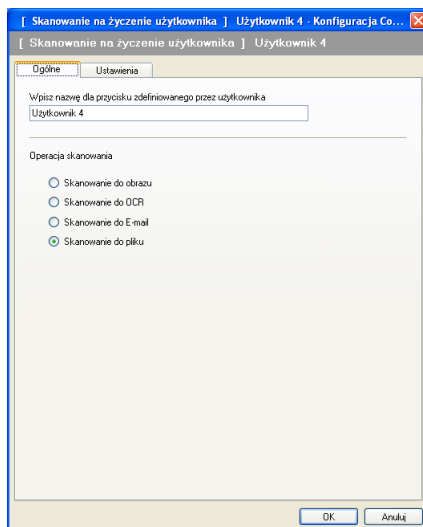 [ Skanowanie na życzenie użytkownika ] Użytkownik 4 - Konfiguracja Co...
[ Skanowanie na życzenie użytkownika ] Użytkownik 4
Ogólne Ustawienia
Wpisz nazwę dla przycisku zdefiniowanego przez użytkownika
Użytkownik 4
Operacja skanowania
Skanowanie do obrazu
Skanowanie do OCR
Skanowanie do E-mail
Skanowanie do pliku
OK Anuluj